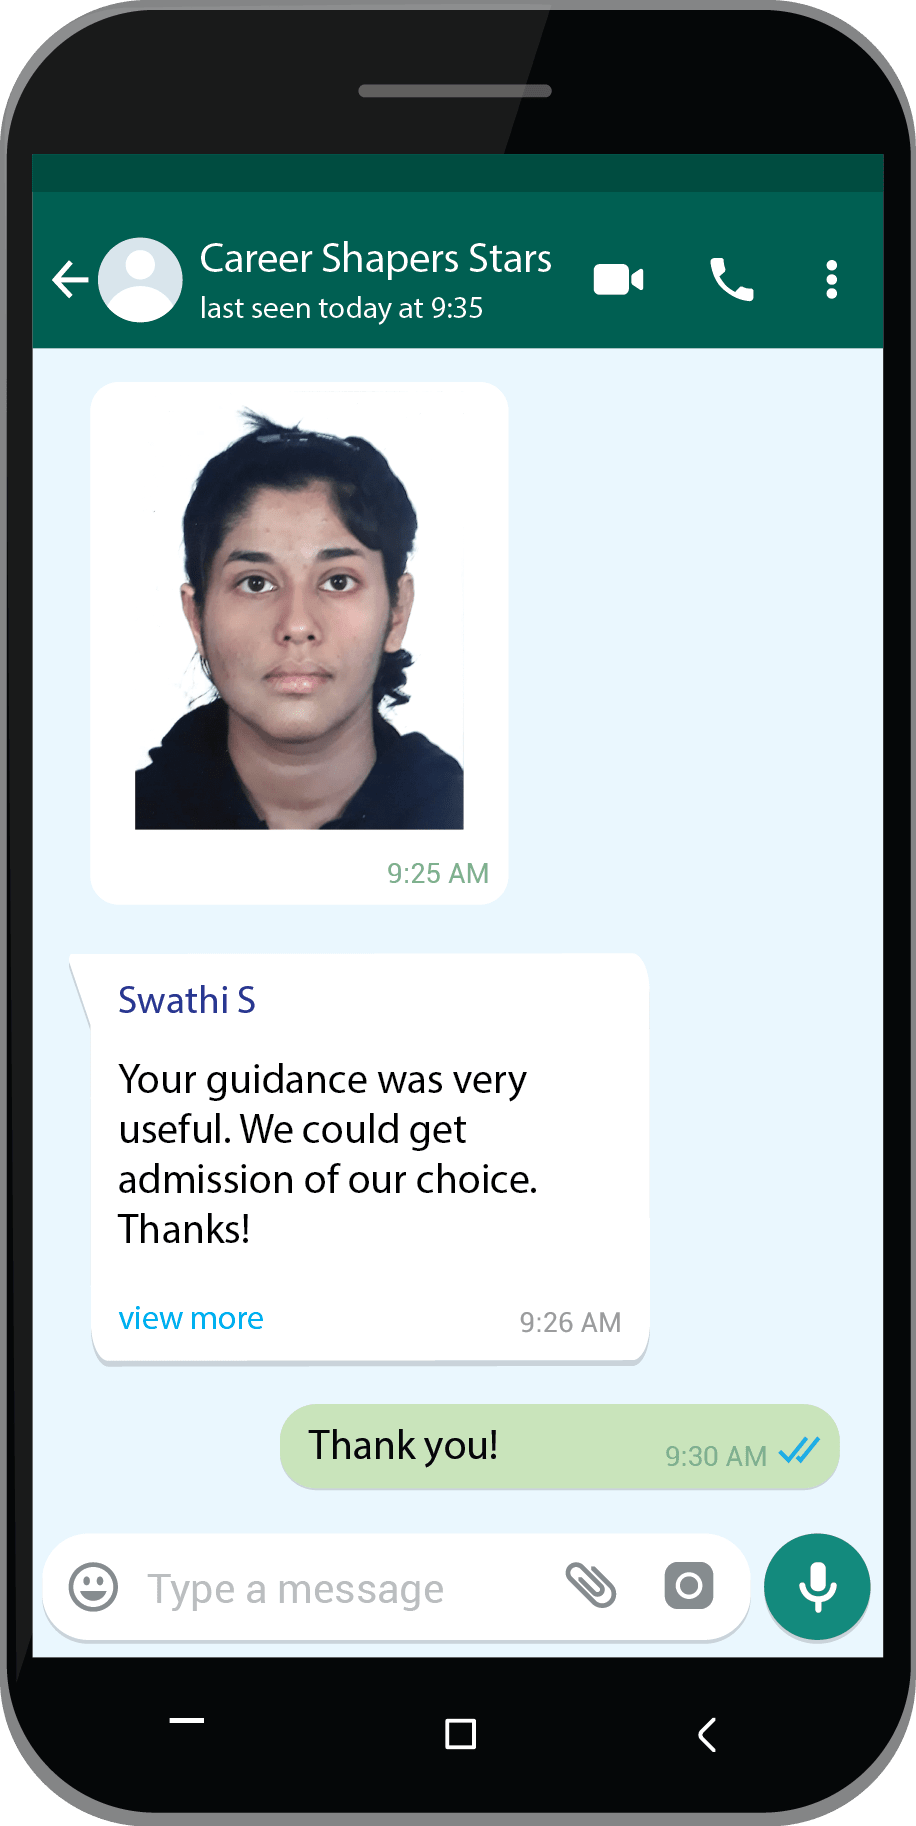 Career Shapers Stars
last seen today at 9:35
9:25 AM
Swathi S
Your guidance was very
useful. We could get
admission of our choice.
Thanks!
view more
9:26 AM
Thank you!
9:30 AM
Type a message